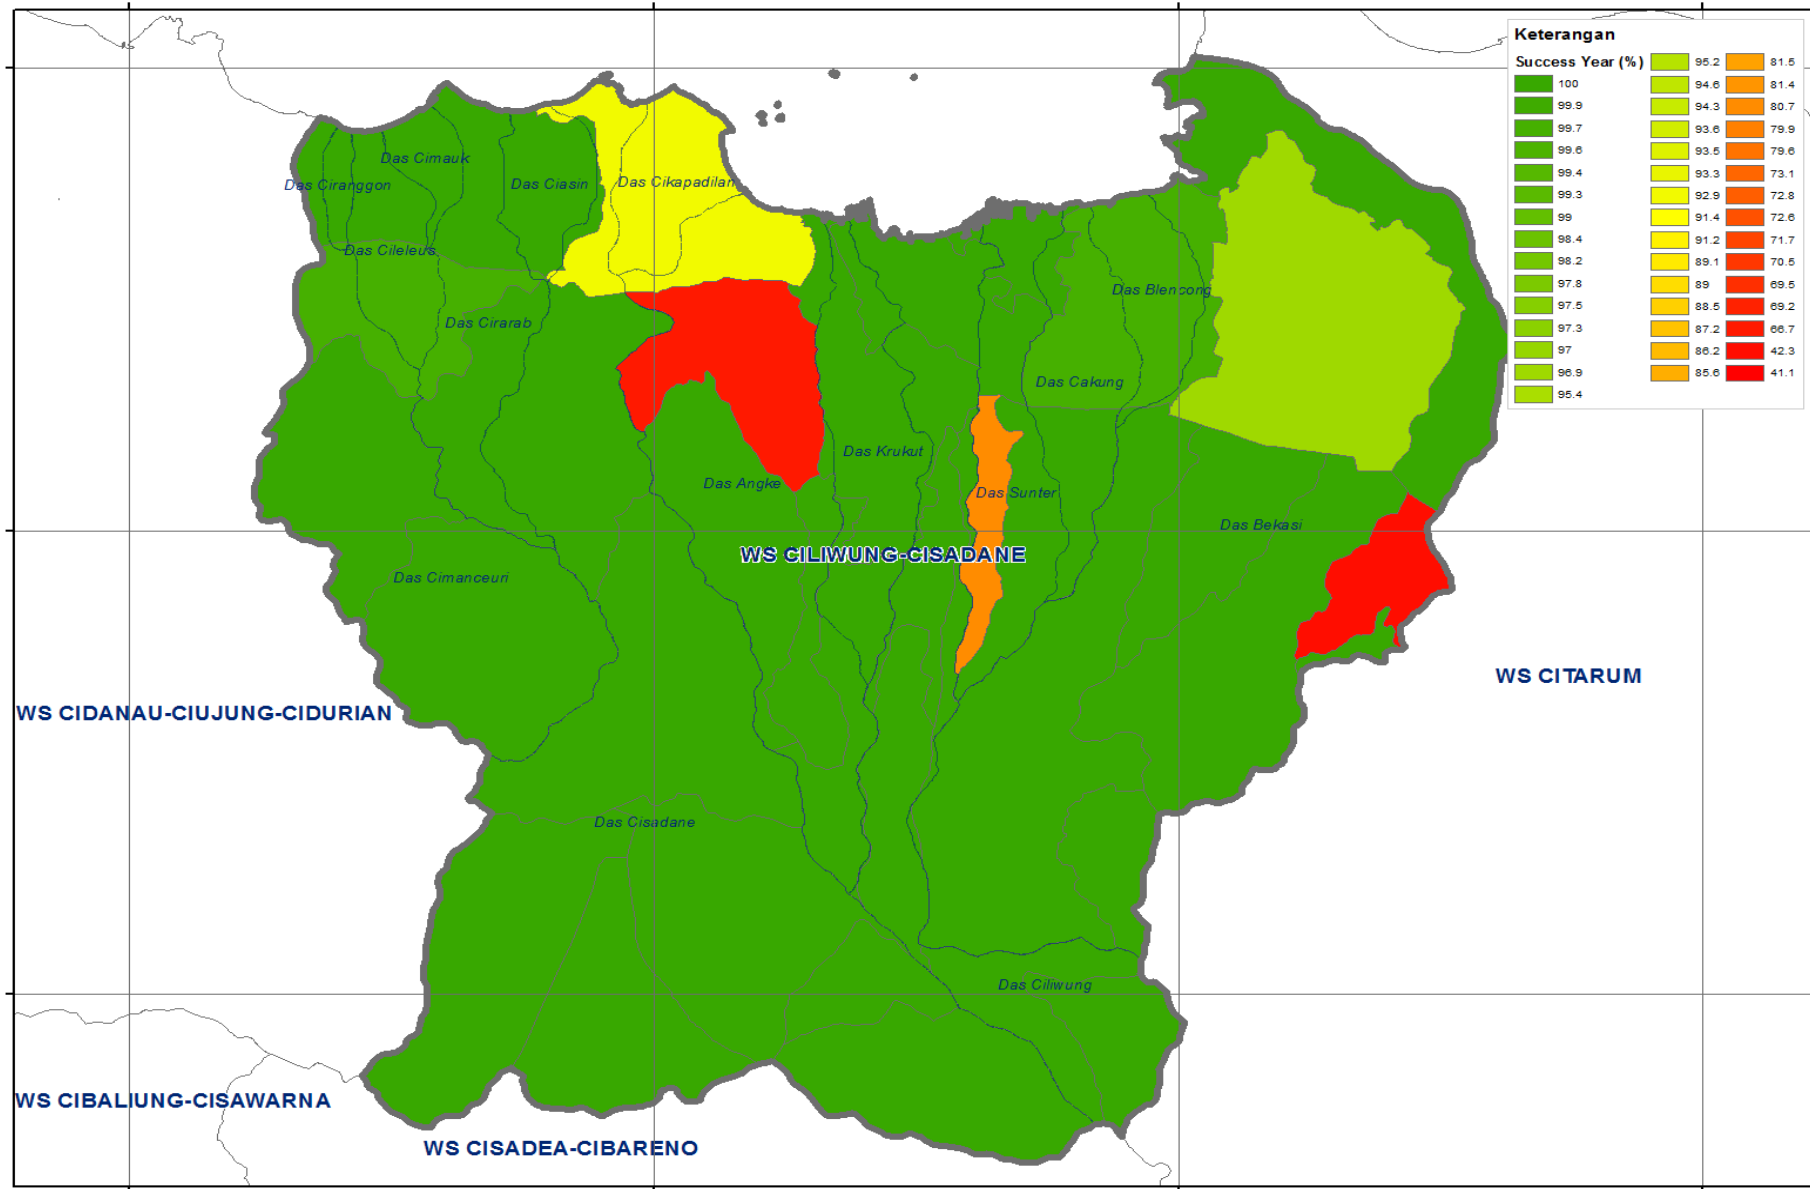 Keterangan
Success Year (%)
100
99.9
99.7
99.6
99.4
99.3
99
98.4
98.2
97.8
97.5
97.3
97
96.9
95.4
95.2
94.6
94.3
93.6
93.5
93.3
92.9
91.4
91.2
89.1
89
88.5
87.2
86.2
85.6
81.5
81.4
80.7
79.9
79.6
73.1
72.8
72.6
71.7
70.5
69.5
69.2
66.7
42.3
41.1
Das Cimauk
Das Ciranggon
Das Ciasin
Das Cikapadilan
Das Cileleus
Das Blencong
Das Cirarab
Das Cakung
Das Krukut
Das Angke
Das Sunter
Das Bekasi
WS CILIWUNG-CISADANE
Das Cimanceuri
WS CITARUM
WS CIDANAU-CIUJUNG-CIDURIAN
Das Cisadane
Das Ciliwung
WS CIBALIUNG-CISAWARNA
WS CISADEA-CIBARENO